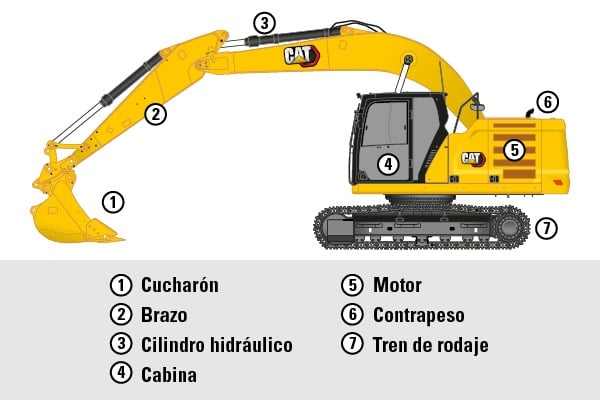 3
CAT
2
6
5
4
CAT
1
7
1 Cucharón
2 Brazo
3 Cilindro hidráulico
4 Cabina
5 Motor
6 Contrapeso
7 Tren de rodaje